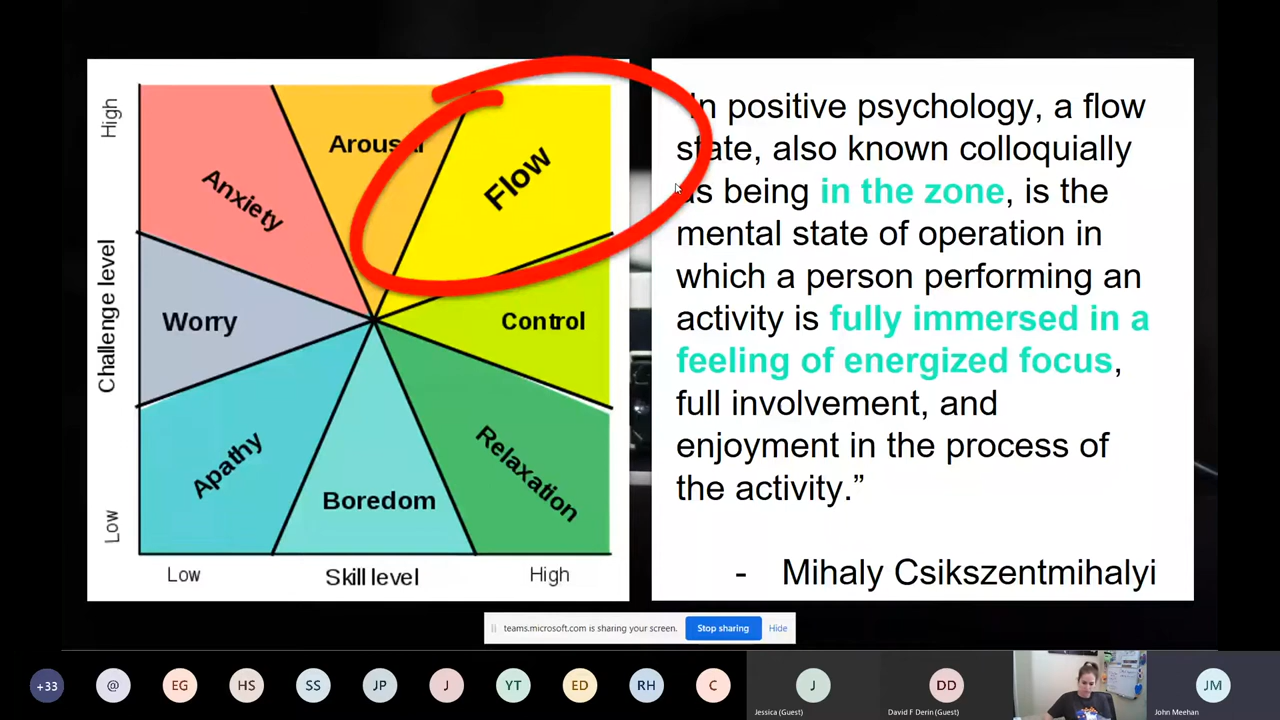 High
Challenge level
Low
Anxiety
Flow
Worry
Control
Apathy
Boredom
Relaxation
Low
Skill level
High
positive psychology, a flow
state, also known colloquially
being in the zone, is the
mental state of operation in
which a person performing an
activity is fully immersed in a
feeling of energized focus,
full involvement, and
enjoyment in the process of
the activity.”
- Mihaly Csikszentmihalyi
teams.microsoft.com is sharing your screen.
Stop sharing
Hide
+33
@
EG
HS
SS
JP
J
YT
ED
RH
C
J
DD
JM
Jessica (Guest)
David F Derin (Guest)
John Meehan